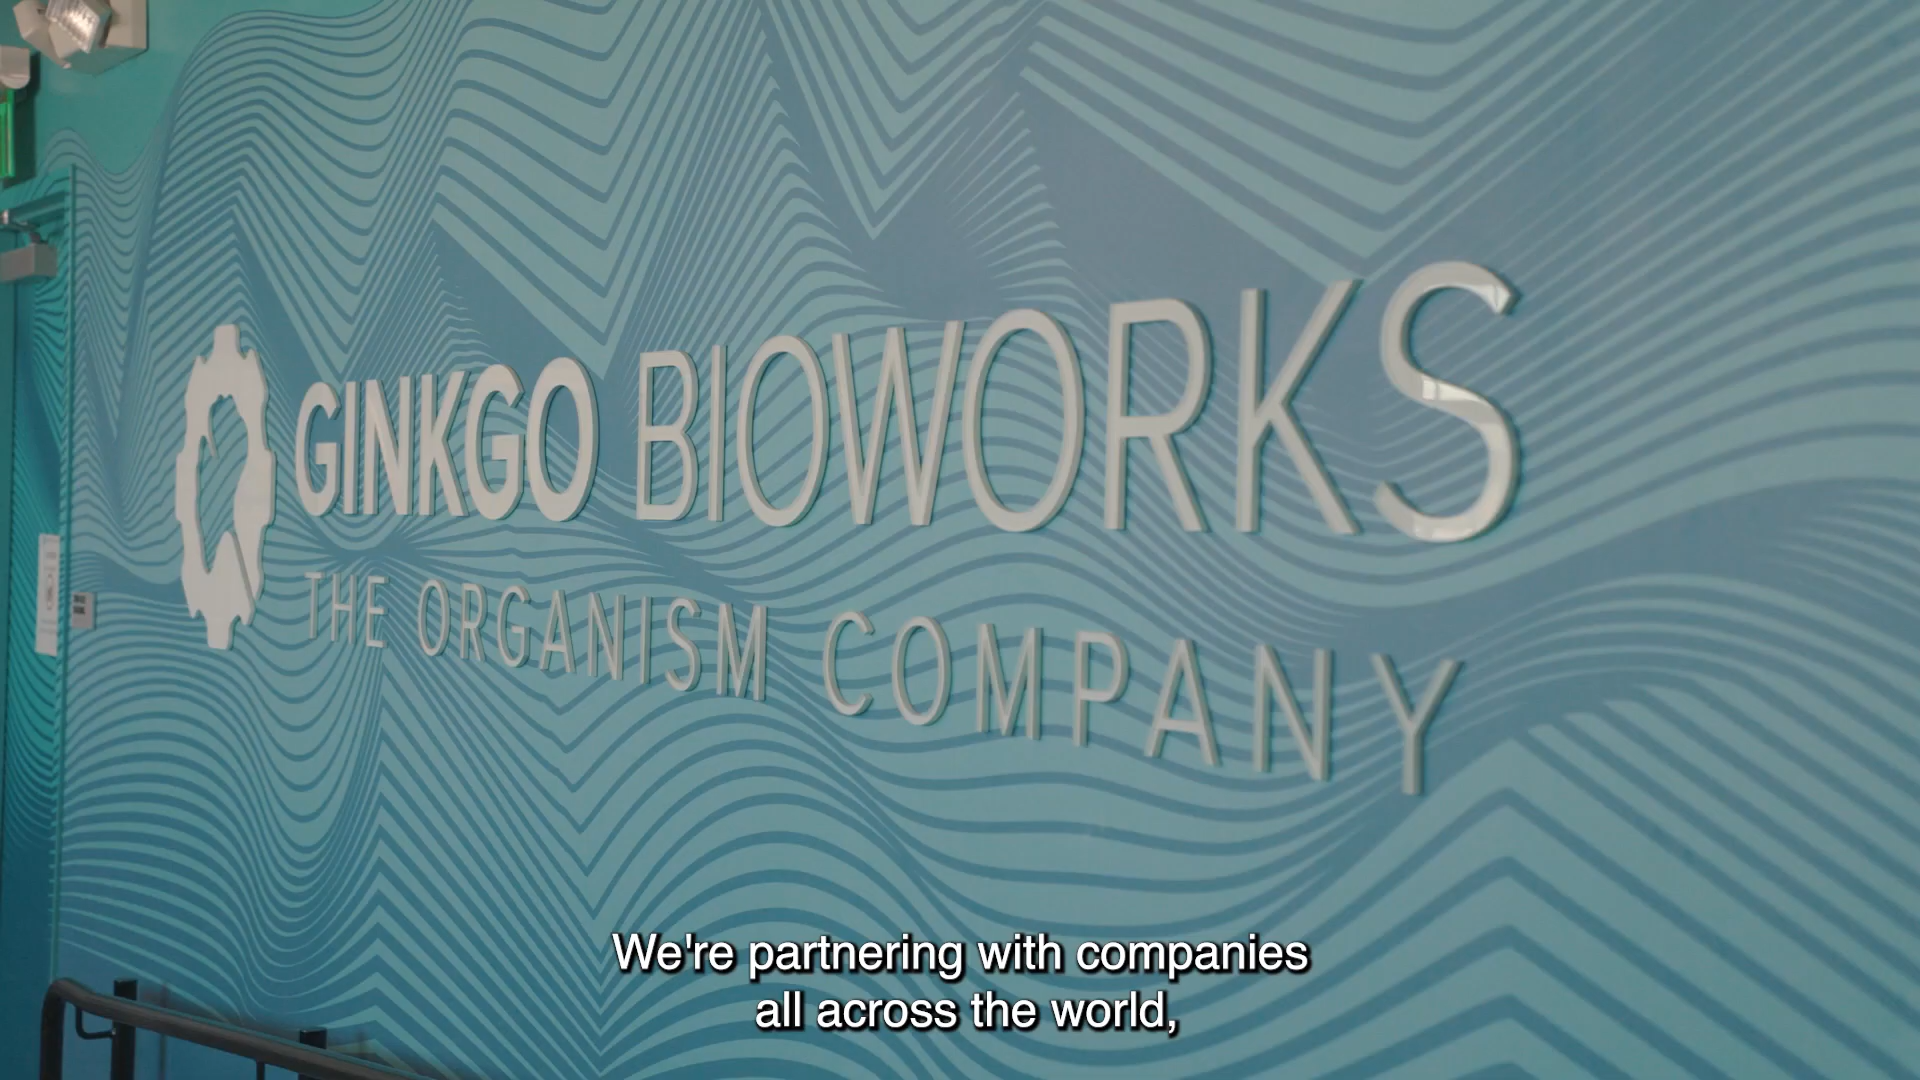 GINKGO BIOWORKS
THE ORGANISM COMPANY
We're partnering with companies
all across the world,